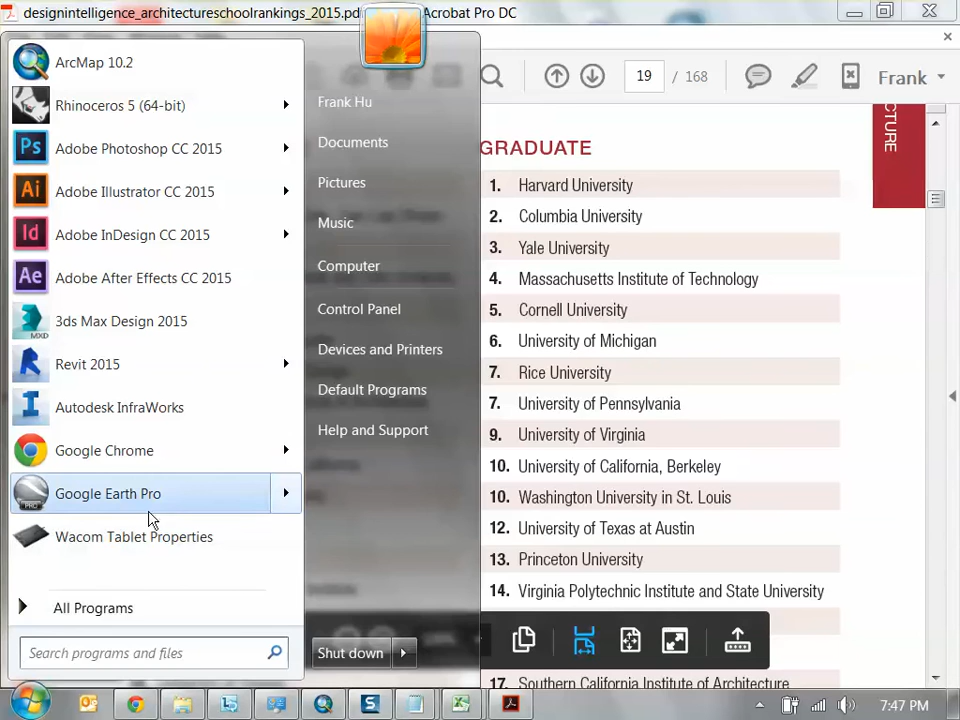 designintelligence_architectureschoolrankings_2015.pd
Acrobat Pro DC
ArcMap 10.2
Rhinoceros 5 (64-bit)
Adobe Photoshop CC 2015
Adobe Illustrator CC 2015
Adobe InDesign CC 2015
Adobe After Effects CC 2015
3ds Max Design 2015
Revit 2015
Autodesk InfraWorks
Google Chrome
Google Earth Pro
Wacom Tablet Properties
All Programs
Search programs and files
Frank Hu
Documents
Pictures
Music
Computer
Control Panel
Devices and Printers
Default Programs
Help and Support
Shut down
19 / 168
Frank
CTURE
GRADUATE
1. Harvard University
2. Columbia University
3. Yale University
4. Massachusetts Institute of Technology
5. Cornell University
6. University of Michigan
7. Rice University
7. University of Pennsylvania
9. University of Virginia
10. University of California, Berkeley
10. Washington University in St. Louis
12. University of Texas at Austin
13. Princeton University
14. Virginia Polytechnic Institute and State University
17. Southern California Institute of Architecture
7:47 PM